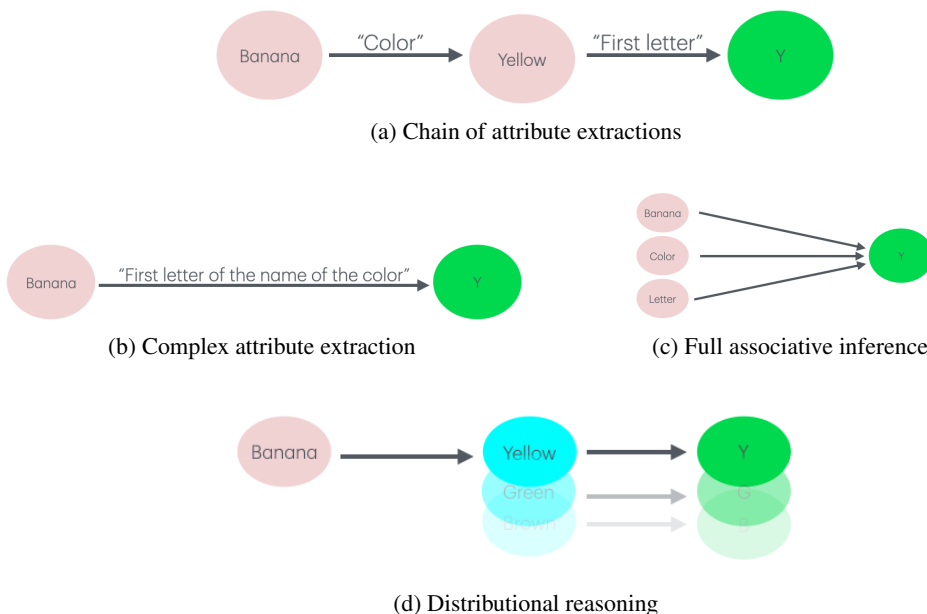 "Color" "First letter"
Banana Yellow Y
(a) Chain of attribute extractions
Banana "First letter of the name of the color" Y
(b) Complex attribute extraction
Banana
Color Y
Letter
(c) Full associative inference
Banana Yellow Y
Green G
Brown B
(d) Distributional reasoning